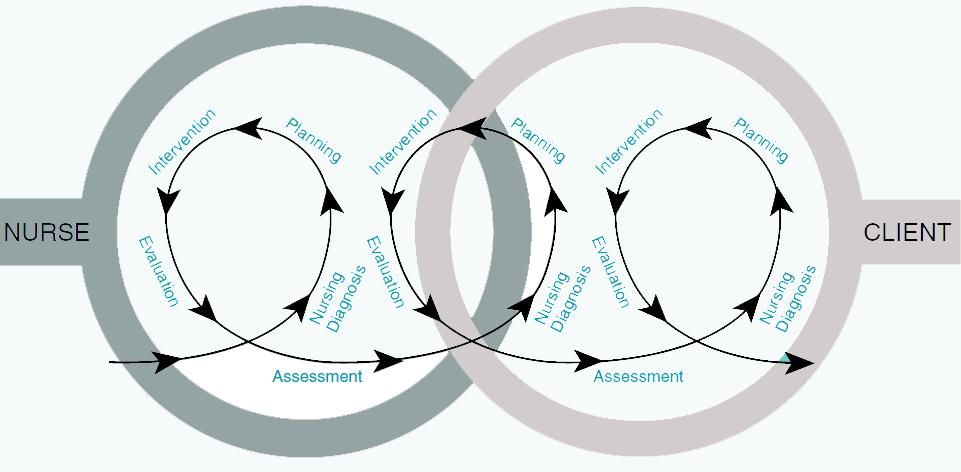 Intervention
Planning
Intervention
Planning
Intervention
Planning
NURSE
CLIENT
Evaluation
Nursing
Diagnosis
Evaluation
Nursing
Diagnosis
Evaluation
Nursing
Diagnosis
Assessment
Assessment